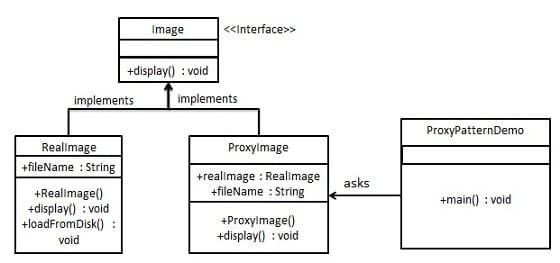 Image
<<Interface>>
+display() : void
implements
implements
RealImage
+fileName : String
+RealImage()
+display() : void
+loadFromDisk() :
void
ProxyImage
+realImage : RealImage
+fileName : String
+ProxyImage()
+display() : void
asks
ProxyPatternDemo
+main() : void